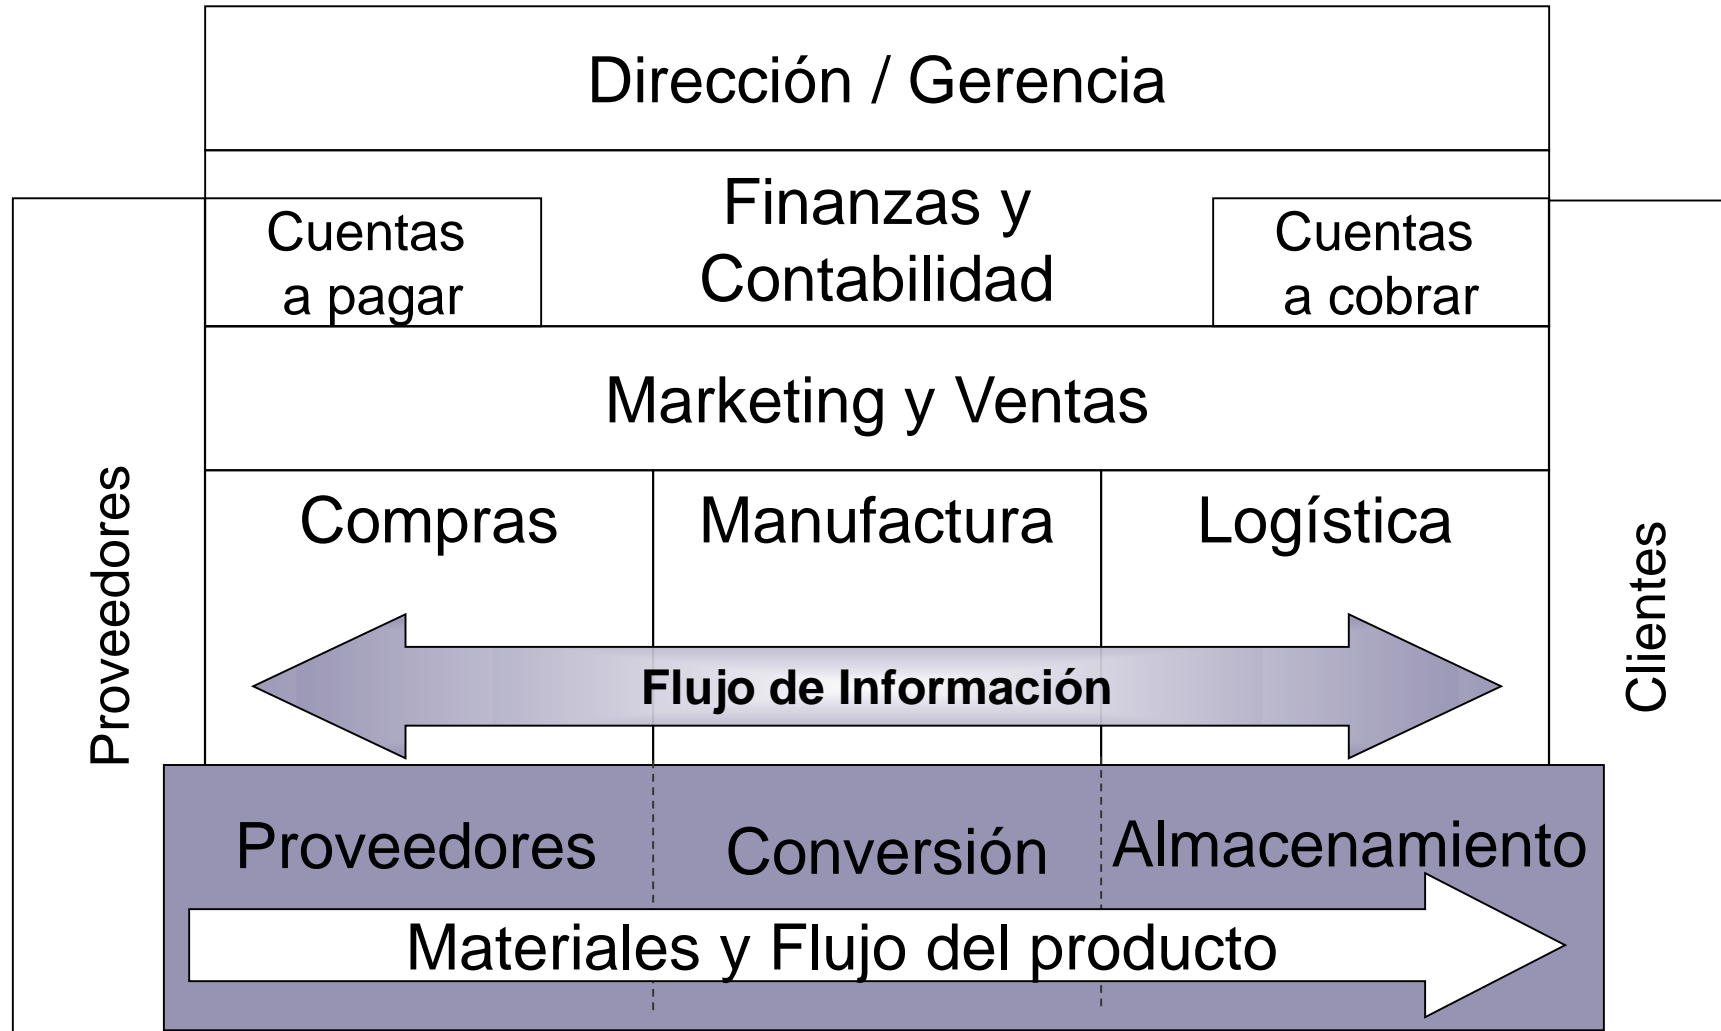 Dirección / Gerencia
Finanzas y
Contabilidad
Cuentas
a pagar
Cuentas
a cobrar
Marketing y Ventas
Proveedores
Compras
Manufactura
Logística
Clientes
Flujo de Información
Proveedores
Conversión
Almacenamiento
Materiales y Flujo del producto